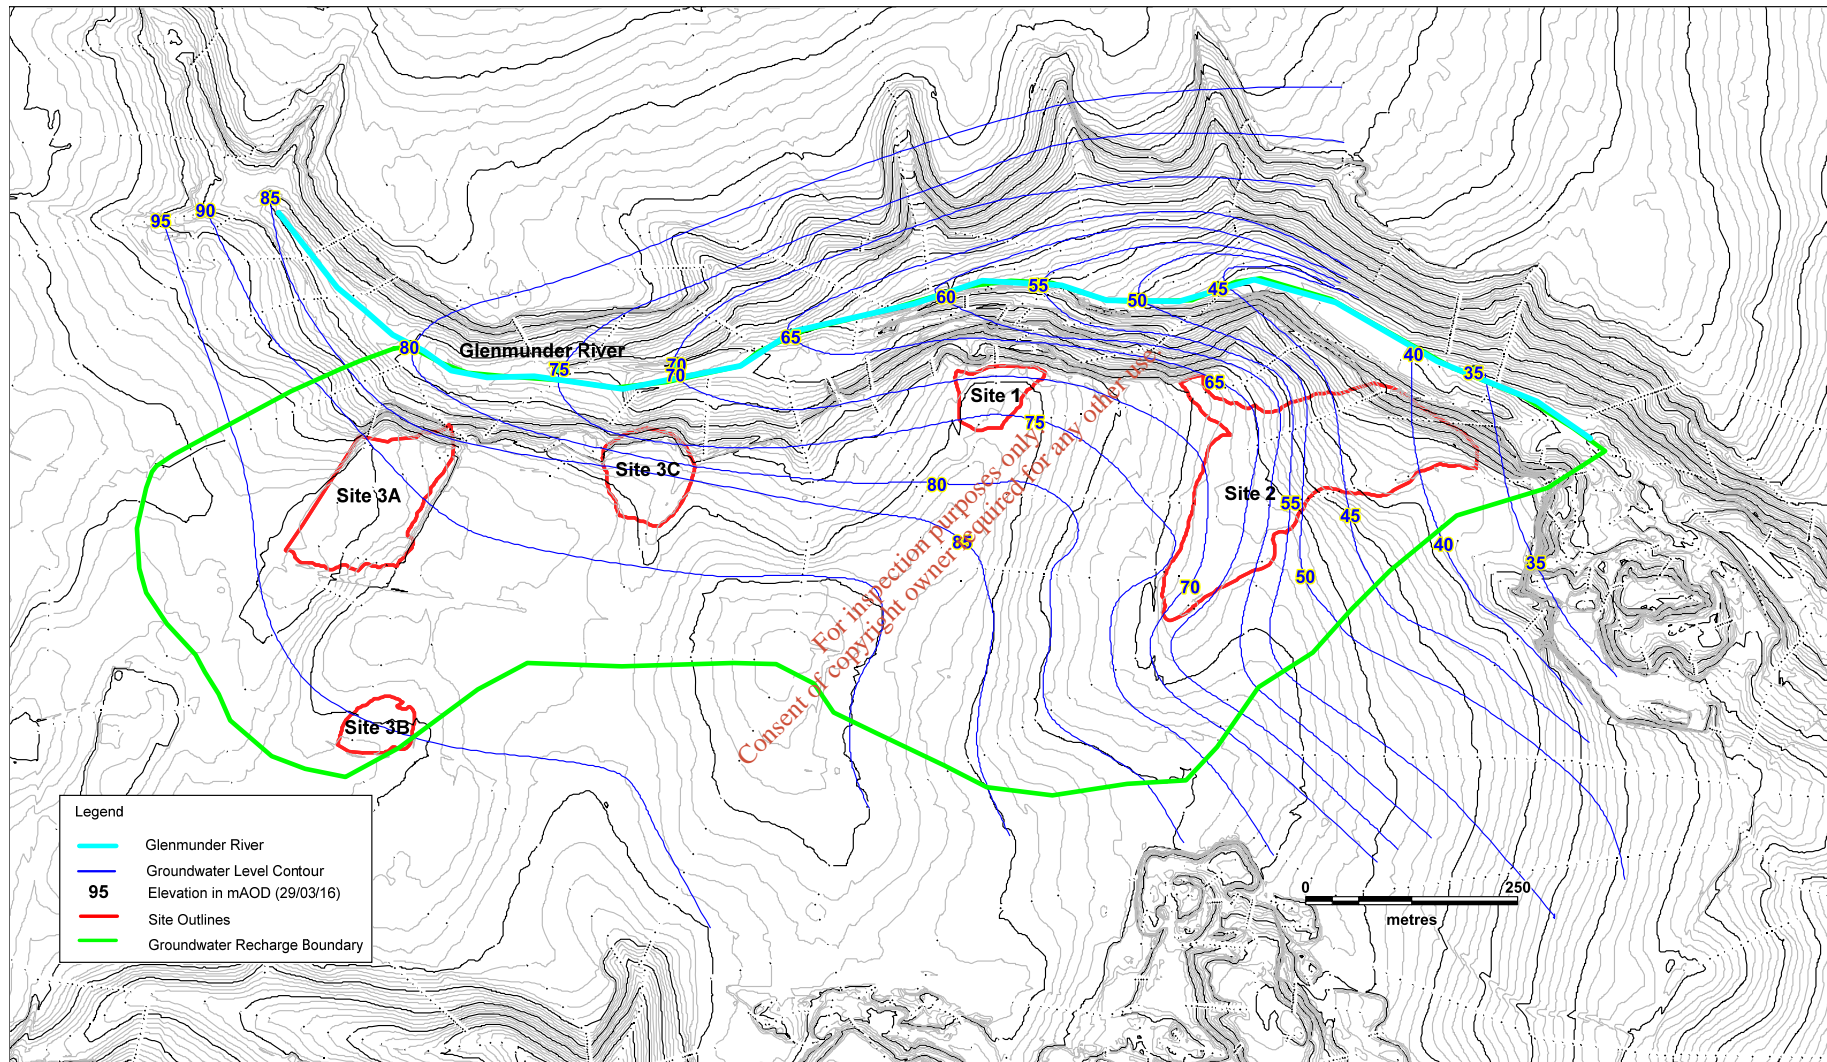 85
90
95
60
55
50
45
80
Glenmunder River
65
75
70
70
40
35
65
Site 1
75
Site 3C
Site 3A
80
Site 2
55
45
85
40
35
50
70
Site 3B
For inspection purposes only.
Consent of copyright owner required for any other use.
Legend
Glenmunder River
Groundwater Level Contour
95 Elevation in mAOD (29/03/16)
Site Outlines
Groundwater Recharge Boundary
0 250
metres